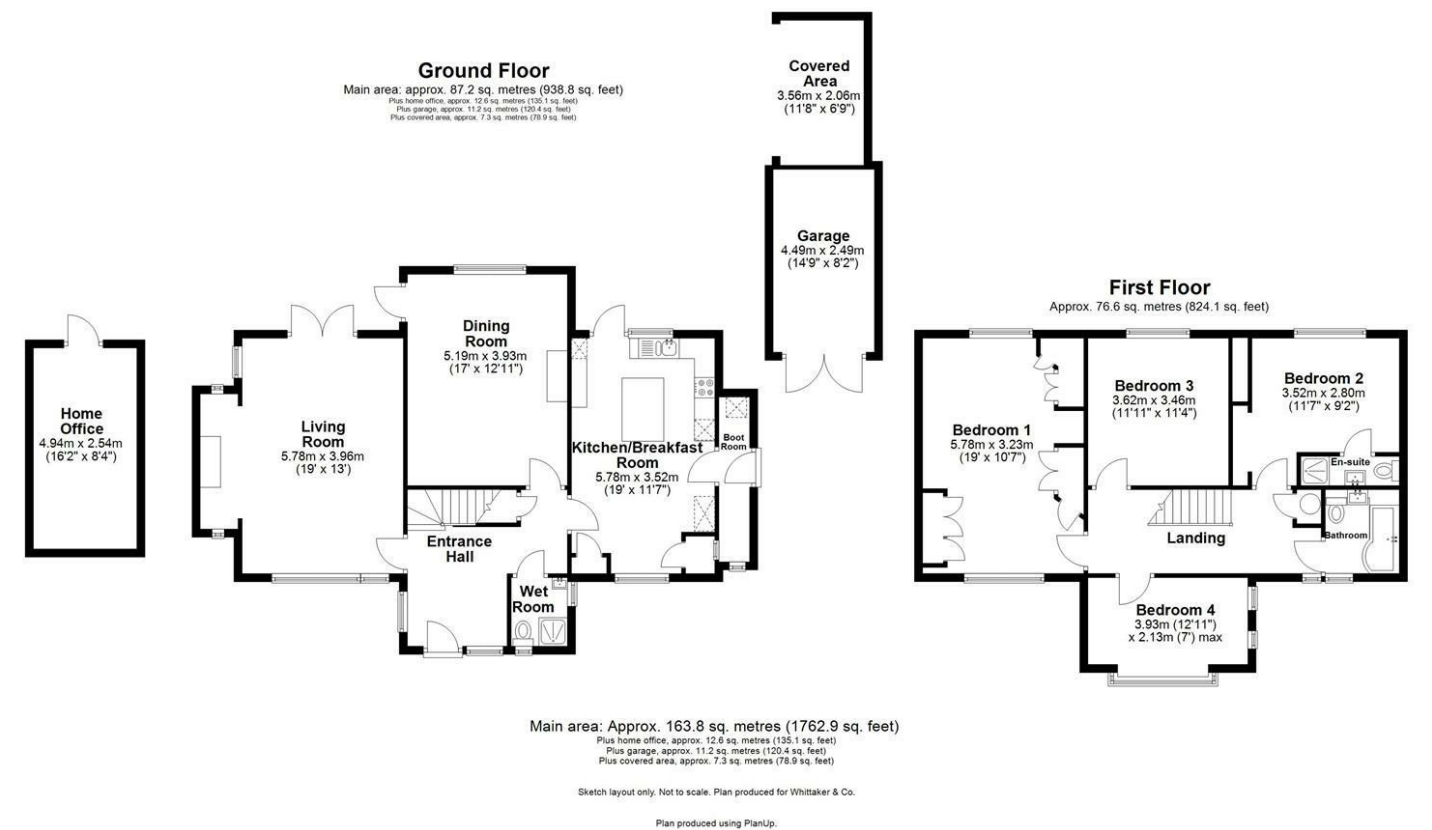 Ground Floor
Main area: approx. 87.2 sq. metres (938.8 sq. feet)
Plus home office, approx. 12.6 sq. metres (135.1 sq. feet)
Plus garage, approx. 11.2 sq. metres (120.4 sq. feet)
Plus covered area, approx. 7.3 sq. metres (78.9 sq. feet)
Covered
Area
3.56m x 2.06m
(11'8" x 6'9")
Garage
4.49m x 2.49m
(14'9" x 8'2")
Home
Office
4.94m x 2.54m
(16'2" x 8'4")
Living
Room
5.78m x 3.96m
(19' x 13')
Dining
Room
5.19m x 3.93m
(17' x 12'11")
Kitchen/Breakfast
Room
5.78m x 3.52m
(19' x 11'7")
Boot
Room
Entrance
Hall
Wet
Room
First Floor
Approx. 76.6 sq. metres (824.1 sq. feet)
Bedroom 1
5.78m x 3.23m
(19' x 10'7")
Bedroom 3
3.62m x 3.46m
(11'11" x 11'4")
Bedroom 2
3.52m x 2.80m
(11'7" x 9'2")
En-suite
Bathroom
Landing
Bedroom 4
3.93m (12'11")
x 2.13m (7') max
Main area: Approx. 163.8 sq. metres (1762.9 sq. feet)
Plus home office, approx. 12.6 sq. metres (135.1 sq. feet)
Plus garage, approx. 11.2 sq. metres (120.4 sq. feet)
Plus covered area, approx. 7.3 sq. metres (78.9 sq. feet)
Sketch layout only. Not to scale. Plan produced for Whittaker & Co.
Plan produced using PlanUp.